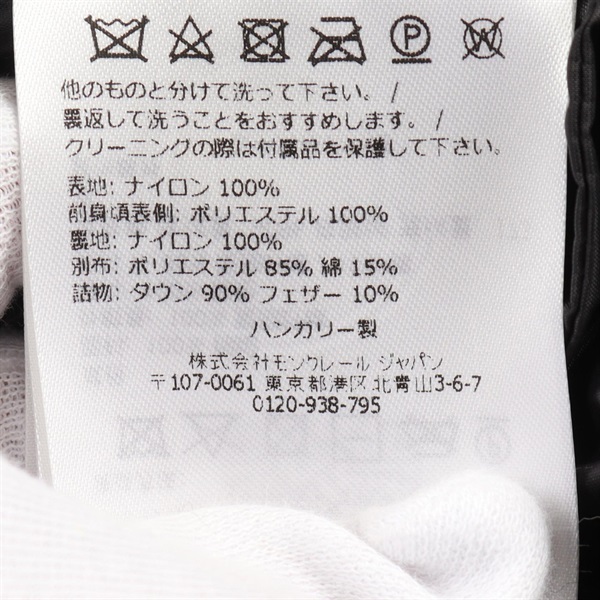 P W
他のものと分けて洗って下さい。/
裏返して洗うことをおすすめします。/
クリーニングの際は付属品を保護して下さい。
表地: ナイロン 100%
前身頃表側: ポリエステル 100%
裏地: ナイロン 100%
別布: ポリエステル 85% 綿 15%
詰物: ダウン 90% フェザー 10%
ハンガリー製
株式会社モンクレール ジャパン
〒107-0061 東京都港区北青山3-6-7
0120-938-795